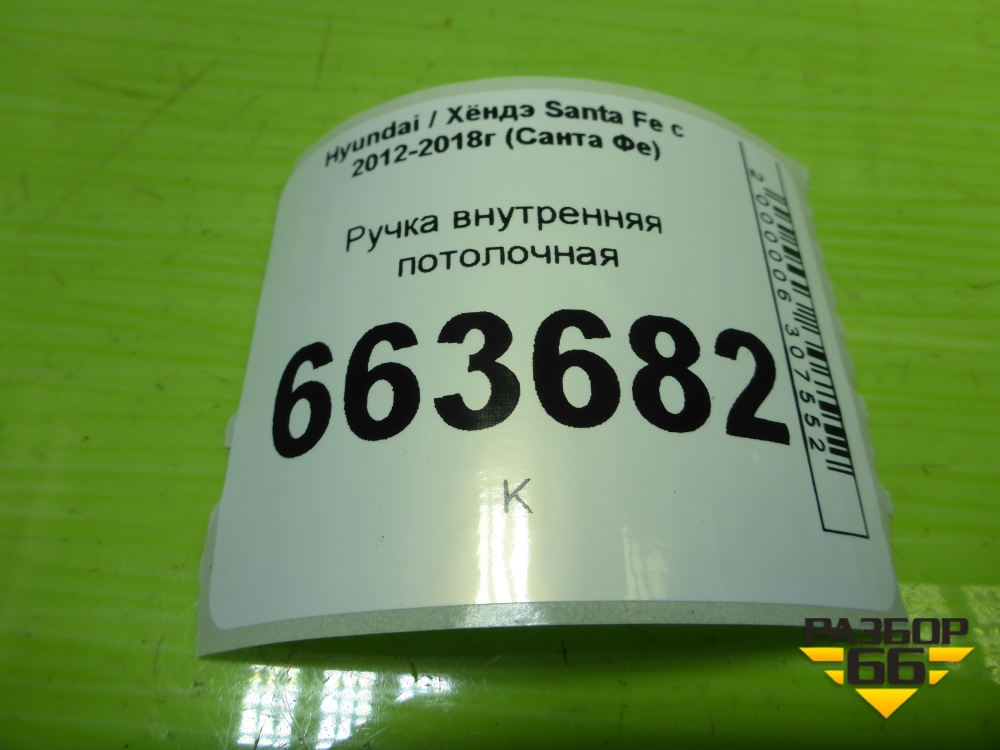 Hyundai / Хёндэ Santa Fe с
2012-2018г (Санта Фе)
Ручка внутренняя
потолочная
663682
К
2000006307552
РАЗБОР
66